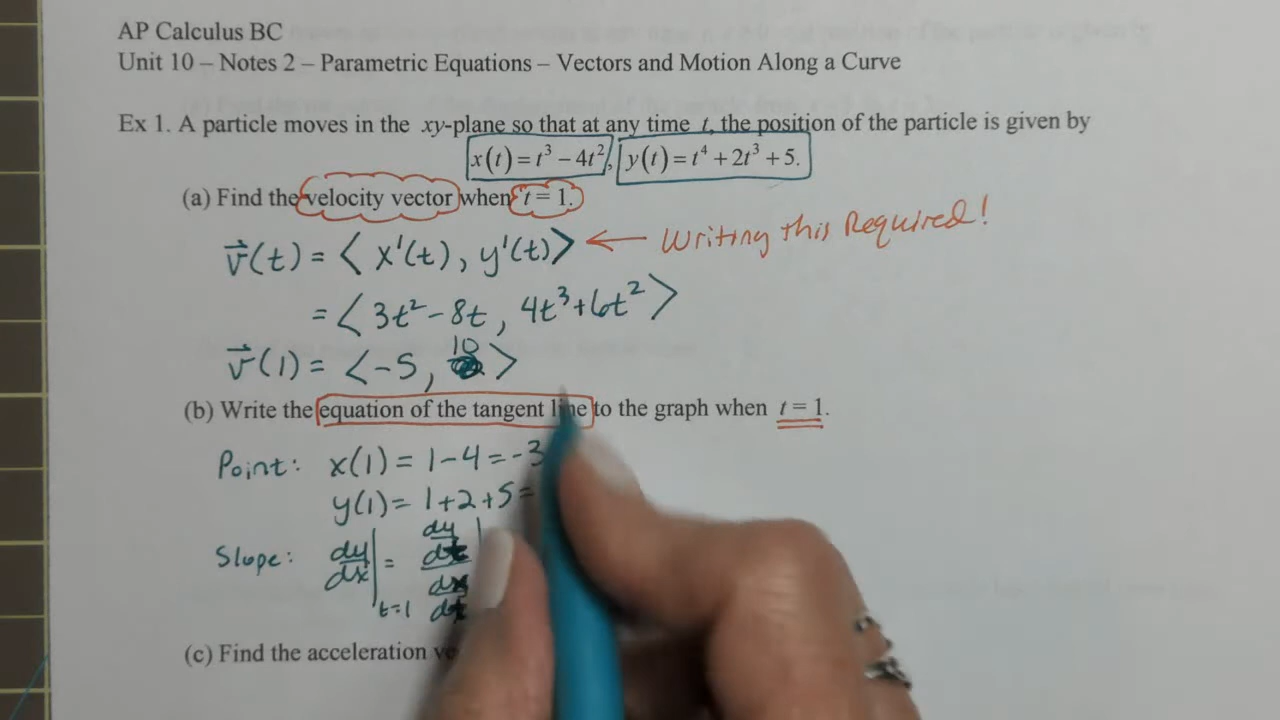 AP Calculus BC
Unit 10 – Notes 2 – Parametric Equations – Vectors and Motion Along a Curve
Ex 1. A particle moves in the xy-plane so that at any time t, the position of the particle is given by
x(t) = t³ – 4t², y(t) = t⁴ + 2t³ + 5.
(a) Find the velocity vector when t = 1.
v⃗(t) = ⟨ x'(t), y'(t) ⟩ ← Writing this Required!
= ⟨ 3t² – 8t, 4t³ + 6t² ⟩
v⃗(1) = ⟨ –5, 10 ⟩
(b) Write the equation of the tangent line to the graph when t = 1.
Point: x(1) = 1 – 4 = –3
y(1) = 1 + 2 + 5 =
Slope: dy/dx | t=1 = dy/dt / dx/dt |
(c) Find the acceleration